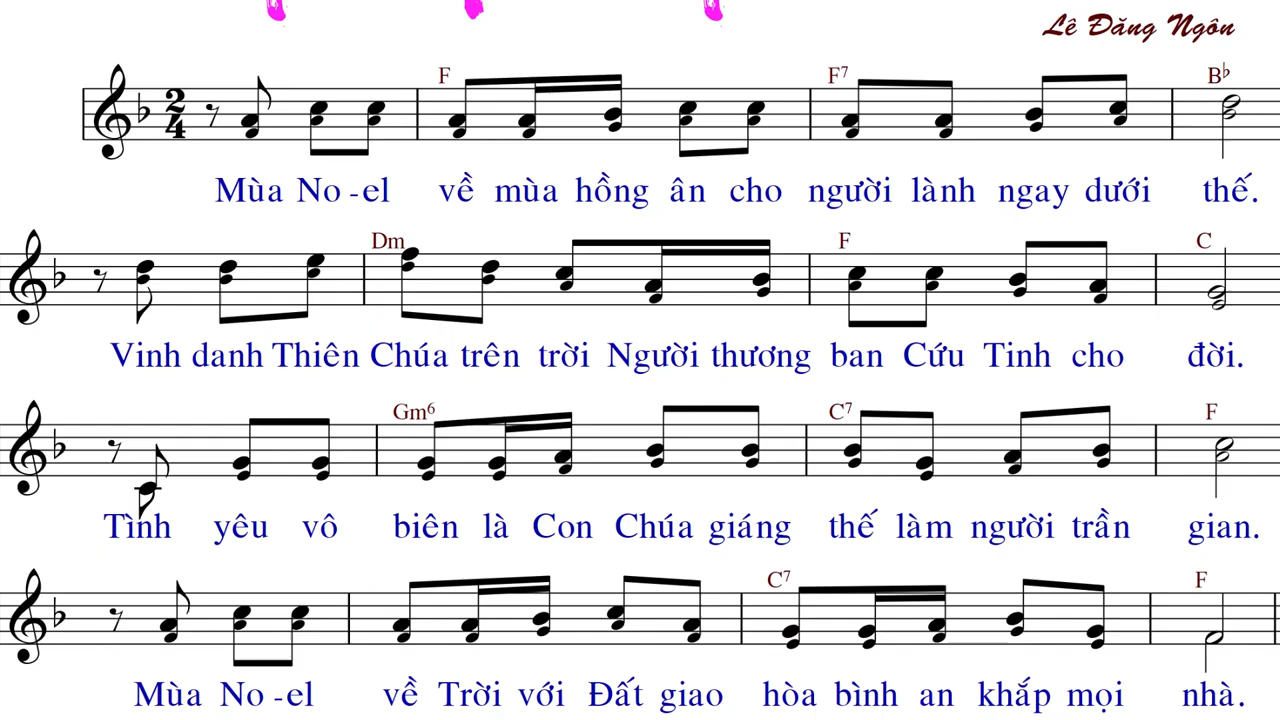 Lê Đăng Ngôn
F F7 B♭
2
4
Mùa No-el về mùa hồng ân cho người lành ngay dưới thế.
Dm F C
Vinh danh Thiên Chúa trên trời Người thương ban Cứu Tinh cho đời.
Gm6 C7 F
Tình yêu vô biên là Con Chúa giáng thế làm người trần gian.
C7 F
Mùa No-el về Trời với Đất giao hòa bình an khắp mọi nhà.